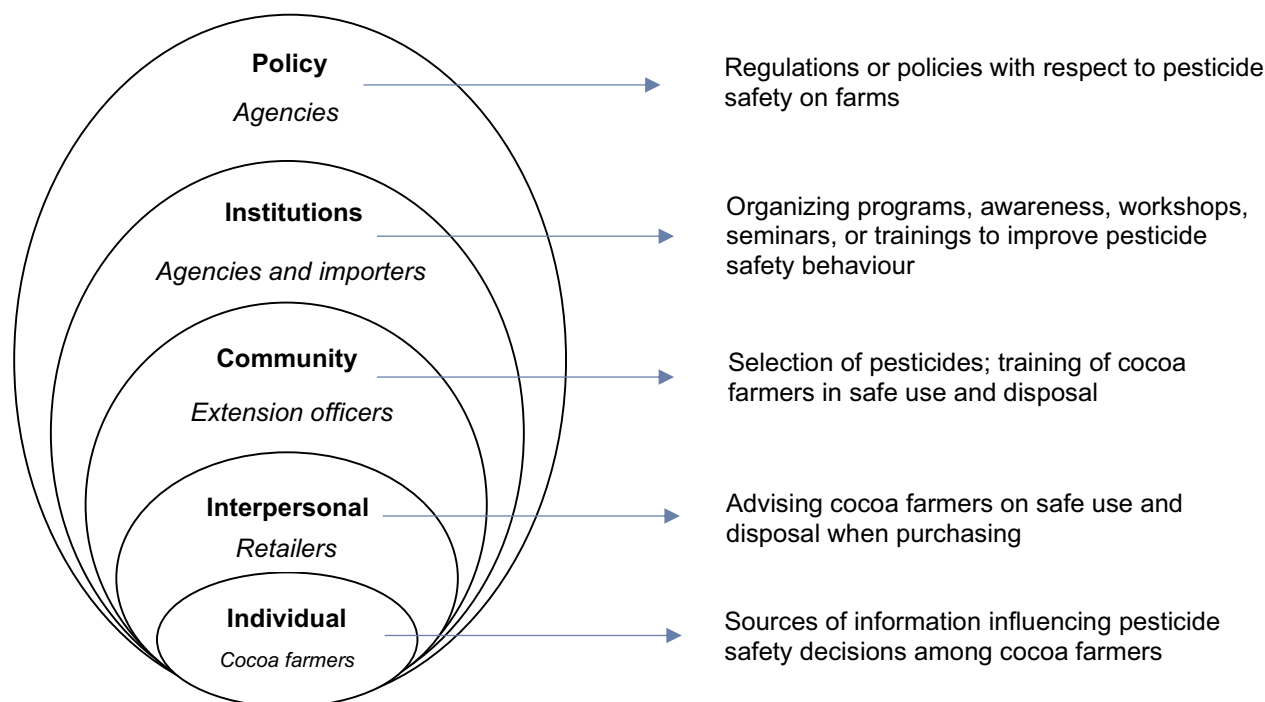 Policy
Agencies
Regulations or policies with respect to pesticide
safety on farms
Institutions
Agencies and importers
Organizing programs, awareness, workshops,
seminars, or trainings to improve pesticide
safety behaviour
Community
Extension officers
Selection of pesticides; training of cocoa
farmers in safe use and disposal
Interpersonal
Retailers
Advising cocoa farmers on safe use and
disposal when purchasing
Individual
Cocoa farmers
Sources of information influencing pesticide
safety decisions among cocoa farmers